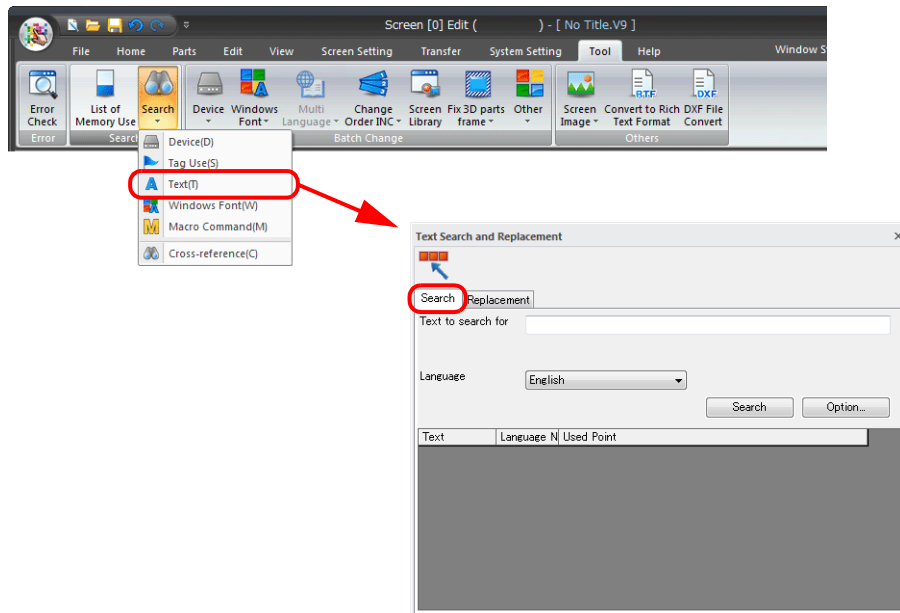 Screen [0] Edit ( ) - [ No Title.V9 ]
File Home Parts Edit View Screen Setting Transfer System Setting Tool Help Window S
Error Check
List of Memory Use
Search
Device
Windows Font
Multi Language
Change Order INC
Screen Library
Fix 3D parts frame
Other
Screen Image
Convert to Rich Text Format
DXF File Convert
.RTF
.DXF
Error Search Batch Change Others
Device(D)
Tag Use(S)
Text(T)
Windows Font(W)
Macro Command(M)
Cross-reference(C)
Text Search and Replacement
Search Replacement
Text to search for
Language English
Search Option...
Text Language N Used Point